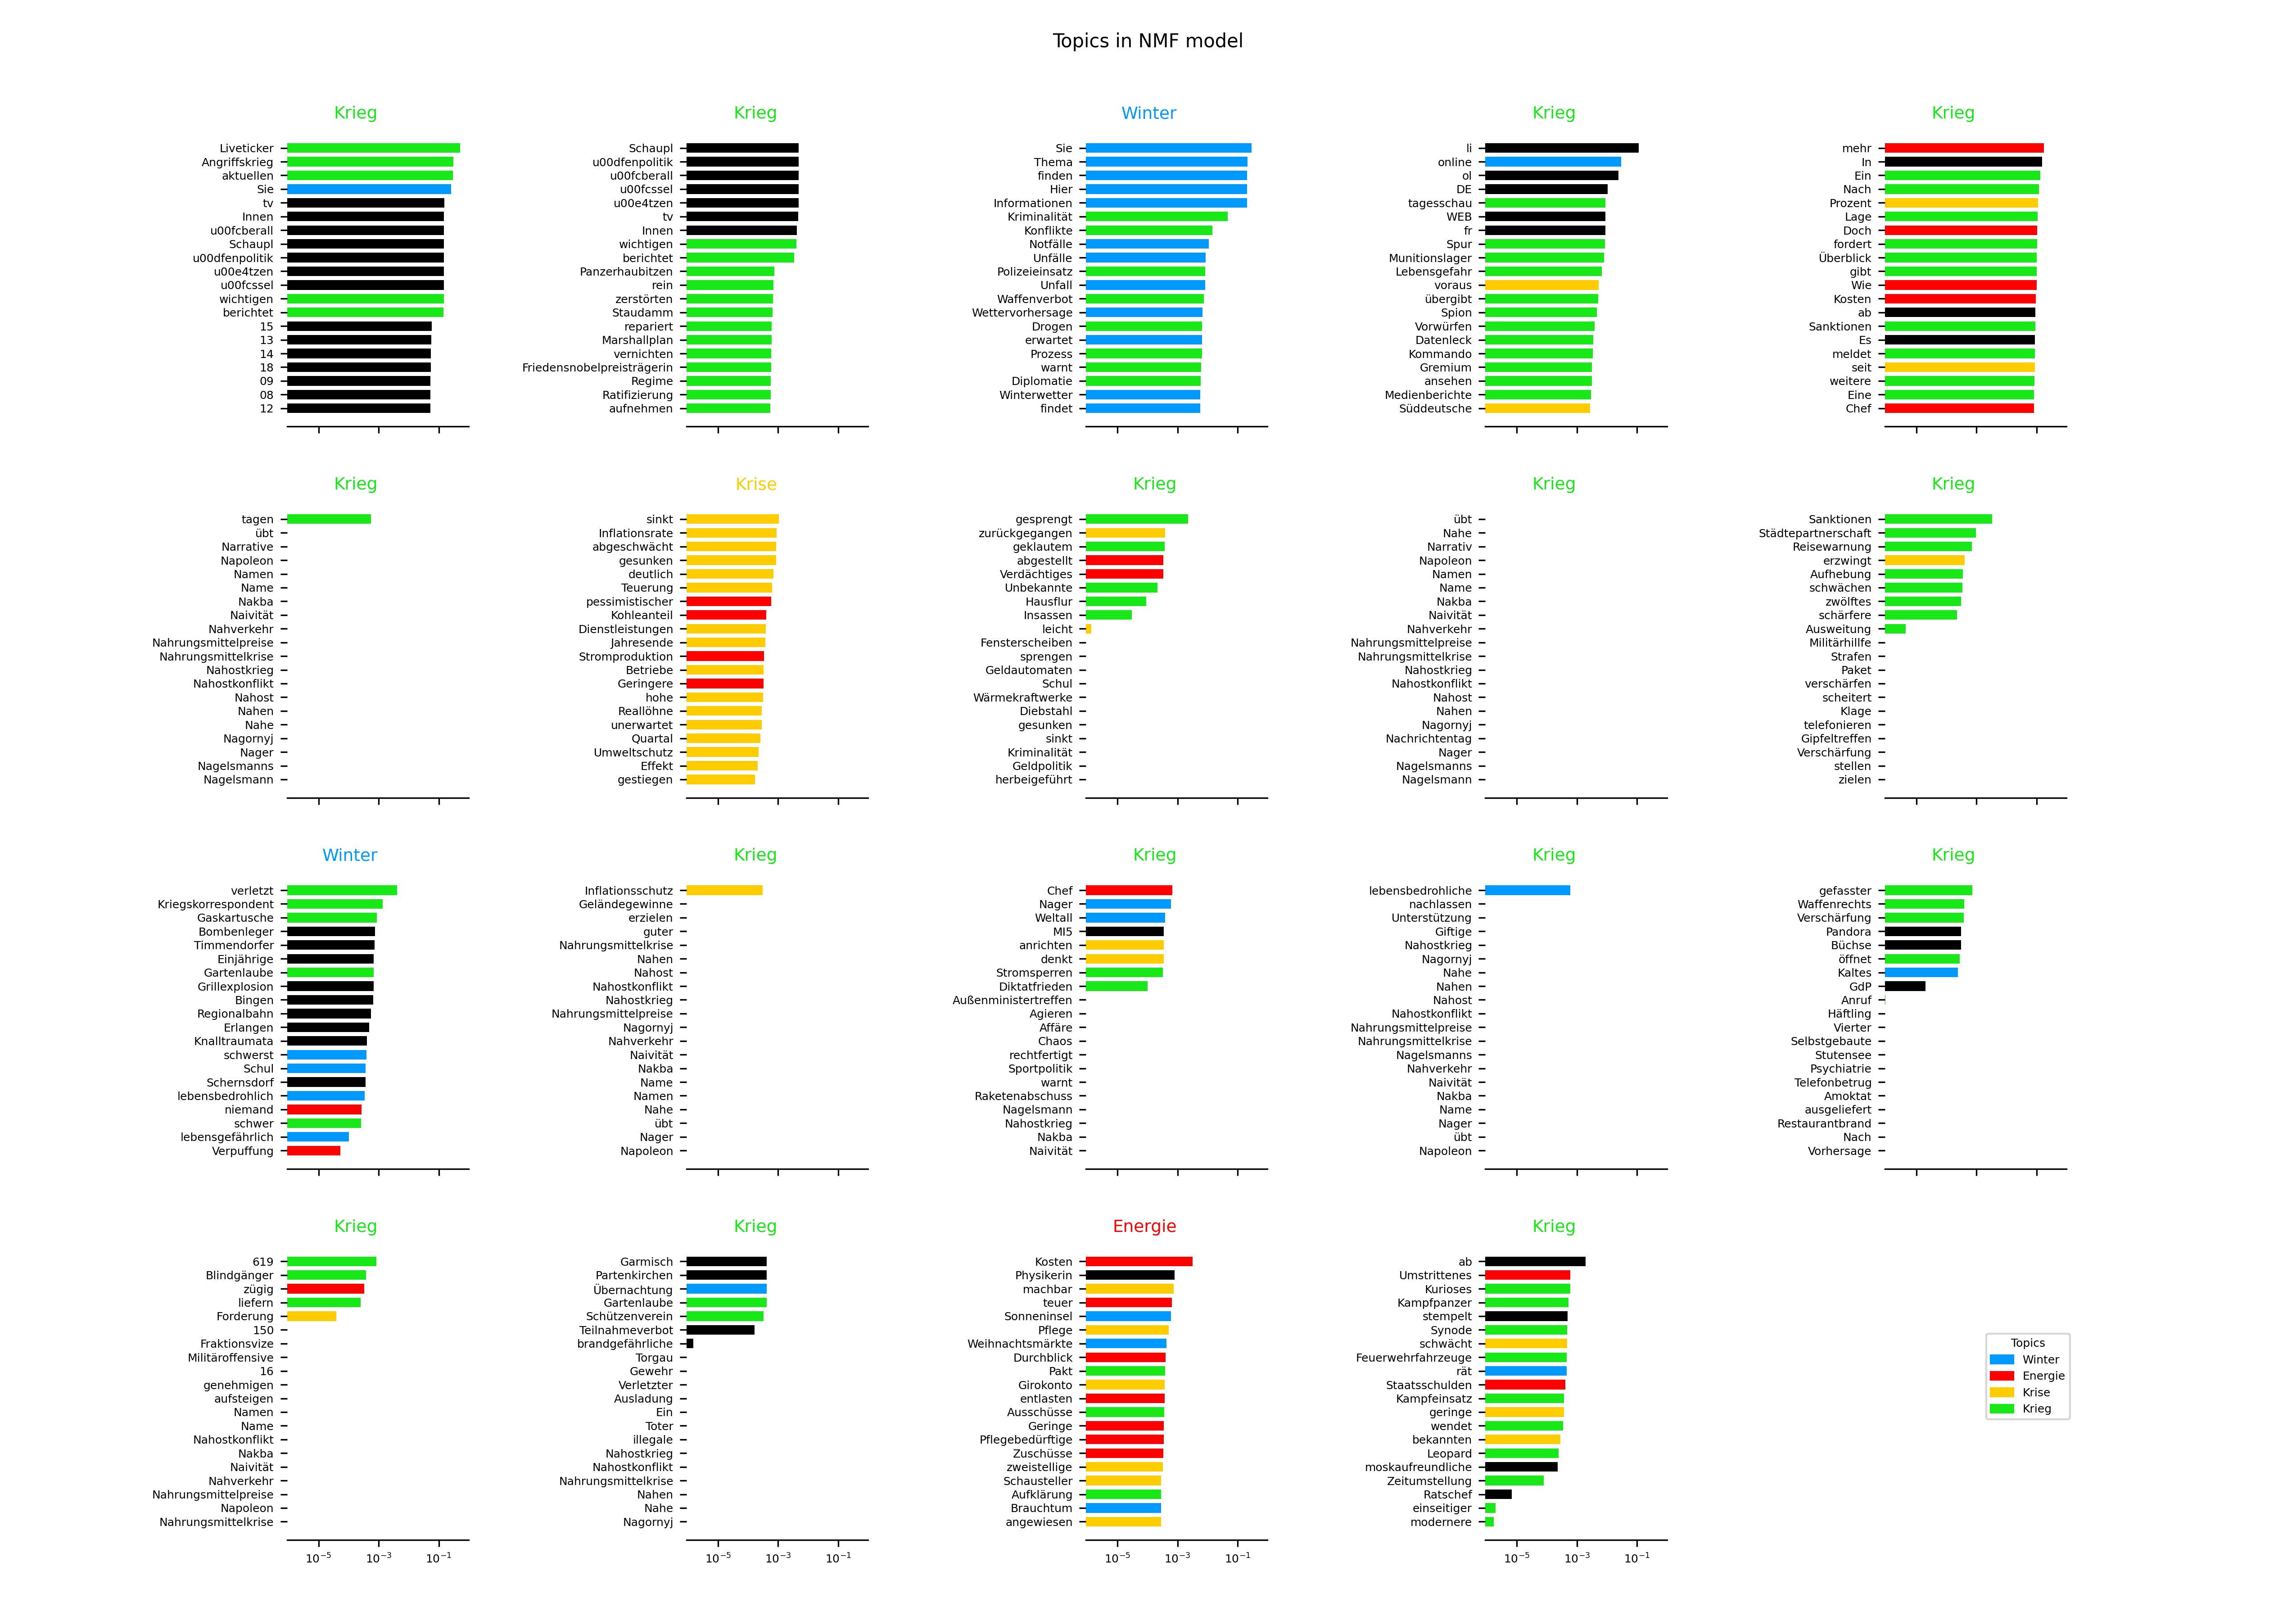 Topics in NMF model
Krieg
Liveticker
Angriffskrieg
aktuellen
Sie
tv
Innen
u00fcberall
Schaupl
u00dfenpolitik
u00e4tzen
u00fcssel
wichtigen
berichtet
15
13
14
18
09
08
12
Krieg
Schaupl
u00dfenpolitik
u00fcberall
u00fcssel
u00e4tzen
tv
Innen
wichtigen
berichtet
Panzerhaubitzen
rein
zerstörten
Staudamm
repariert
Marshallplan
vernichten
Friedensnobelpreisträgerin
Regime
Ratifizierung
aufnehmen
Winter
Sie
Thema
finden
Hier
Informationen
Kriminalität
Konflikte
Notfälle
Unfälle
Polizeieinsatz
Unfall
Waffenverbot
Wettervorhersage
Drogen
erwartet
Prozess
warnt
Diplomatie
Winterwetter
findet
Krieg
li
online
ol
DE
tagesschau
WEB
fr
Spur
Munitionslager
Lebensgefahr
voraus
übergibt
Spion
Vorwürfen
Datenleck
Kommando
Gremium
ansehen
Medienberichte
Süddeutsche
Krieg
mehr
In
Ein
Nach
Prozent
Lage
Doch
fordert
Überblick
gibt
Wie
Kosten
ab
Sanktionen
Es
meldet
seit
weitere
Eine
Chef
Krieg
tagen
übt
Narrative
Napoleon
Namen
Name
Nakba
Naivität
Nahverkehr
Nahrungsmittelpreise
Nahrungsmittelkrise
Nahostkrieg
Nahostkonflikt
Nahost
Nahen
Nahe
Nagornyj
Nager
Nagelsmanns
Nagelsmann
Krise
sinkt
Inflationsrate
abgeschwächt
gesunken
deutlich
Teuerung
pessimistischer
Kohleanteil
Dienstleistungen
Jahresende
Stromproduktion
Betriebe
Geringere
hohe
Reallöhne
unerwartet
Quartal
Umweltschutz
Effekt
gestiegen
Krieg
gesprengt
zurückgegangen
geklautem
abgestellt
Verdächtiges
Unbekannte
Hausflur
Insassen
leicht
Fensterscheiben
sprengen
Geldautomaten
Schul
Wärmekraftwerke
Diebstahl
gesunken
sinkt
Kriminalität
Geldpolitik
herbeigeführt
Krieg
übt
Nahe
Narrativ
Napoleon
Namen
Name
Nakba
Naivität
Nahverkehr
Nahrungsmittelpreise
Nahrungsmittelkrise
Nahostkrieg
Nahostkonflikt
Nahost
Nahen
Nagornyj
Nachrichtentag
Nager
Nagelsmanns
Nagelsmann
Krieg
Sanktionen
Städtepartnerschaft
Reisewarnung
erzwingt
Aufhebung
schwächen
zwölftes
schärfere
Ausweitung
Militärhillfe
Strafen
Paket
verschärfen
scheitert
Klage
telefonieren
Gipfeltreffen
Verschärfung
stellen
zielen
Winter
verletzt
Kriegskorrespondent
Gaskartusche
Bombenleger
Timmendorfer
Einjährige
Gartenlaube
Grillexplosion
Bingen
Regionalbahn
Erlangen
Knalltraumata
schwerst
Schul
Schernsdorf
lebensbedrohlich
niemand
schwer
lebensgefährlich
Verpuffung
Krieg
Inflationsschutz
Geländegewinne
erzielen
guter
Nahrungsmittelkrise
Nahen
Nahost
Nahostkonflikt
Nahostkrieg
Nahrungsmittelpreise
Nagornyj
Nahverkehr
Naivität
Nakba
Name
Namen
Nahe
übt
Nager
Napoleon
Krieg
Chef
Nager
Weltall
MI5
anrichten
denkt
Stromsperren
Diktatfrieden
Außenministertreffen
Agieren
Affäre
Chaos
rechtfertigt
Sportpolitik
warnt
Raketenabschuss
Nagelsmann
Nahostkrieg
Nakba
Naivität
Krieg
lebensbedrohliche
nachlassen
Unterstützung
Giftige
Nahostkrieg
Nagornyj
Nahe
Nahen
Nahost
Nahostkonflikt
Nahrungsmittelpreise
Nahrungsmittelkrise
Nagelsmanns
Nahverkehr
Naivität
Nakba
Name
Nager
übt
Napoleon
Krieg
gefasster
Waffenrechts
Verschärfung
Pandora
Büchse
öffnet
Kaltes
GdP
Anruf
Häftling
Vierter
Selbstgebaute
Stutensee
Psychiatrie
Telefonbetrug
Amoktat
ausgeliefert
Restaurantbrand
Nach
Vorhersage
Krieg
619
Blindgänger
zügig
liefern
Forderung
150
Fraktionsvize
Militäroffensive
16
genehmigen
aufsteigen
Namen
Name
Nahostkonflikt
Nakba
Naivität
Nahverkehr
Nahrungsmittelpreise
Napoleon
Nahrungsmittelkrise
10⁻⁵ 10⁻³ 10⁻¹
Krieg
Garmisch
Partenkirchen
Übernachtung
Gartenlaube
Schützenverein
Teilnahmeverbot
brandgefährliche
Torgau
Gewehr
Verletzter
Ausladung
Ein
Toter
illegale
Nahostkrieg
Nahostkonflikt
Nahrungsmittelkrise
Nahen
Nahe
Nagornyj
10⁻⁵ 10⁻³ 10⁻¹
Energie
Kosten
Physikerin
machbar
teuer
Sonneninsel
Pflege
Weihnachtsmärkte
Durchblick
Pakt
Girokonto
entlasten
Ausschüsse
Geringe
Pflegebedürftige
Zuschüsse
zweistellige
Schausteller
Aufklärung
Brauchtum
angewiesen
10⁻⁵ 10⁻³ 10⁻¹
Krieg
ab
Umstrittenes
Kurioses
Kampfpanzer
stempelt
Synode
schwächt
Feuerwehrfahrzeuge
rät
Staatsschulden
Kampfeinsatz
geringe
wendet
bekannten
Leopard
moskaufreundliche
Zeitumstellung
Ratschef
einseitiger
modernere
10⁻⁵ 10⁻³ 10⁻¹
Topics
Winter
Energie
Krise
Krieg